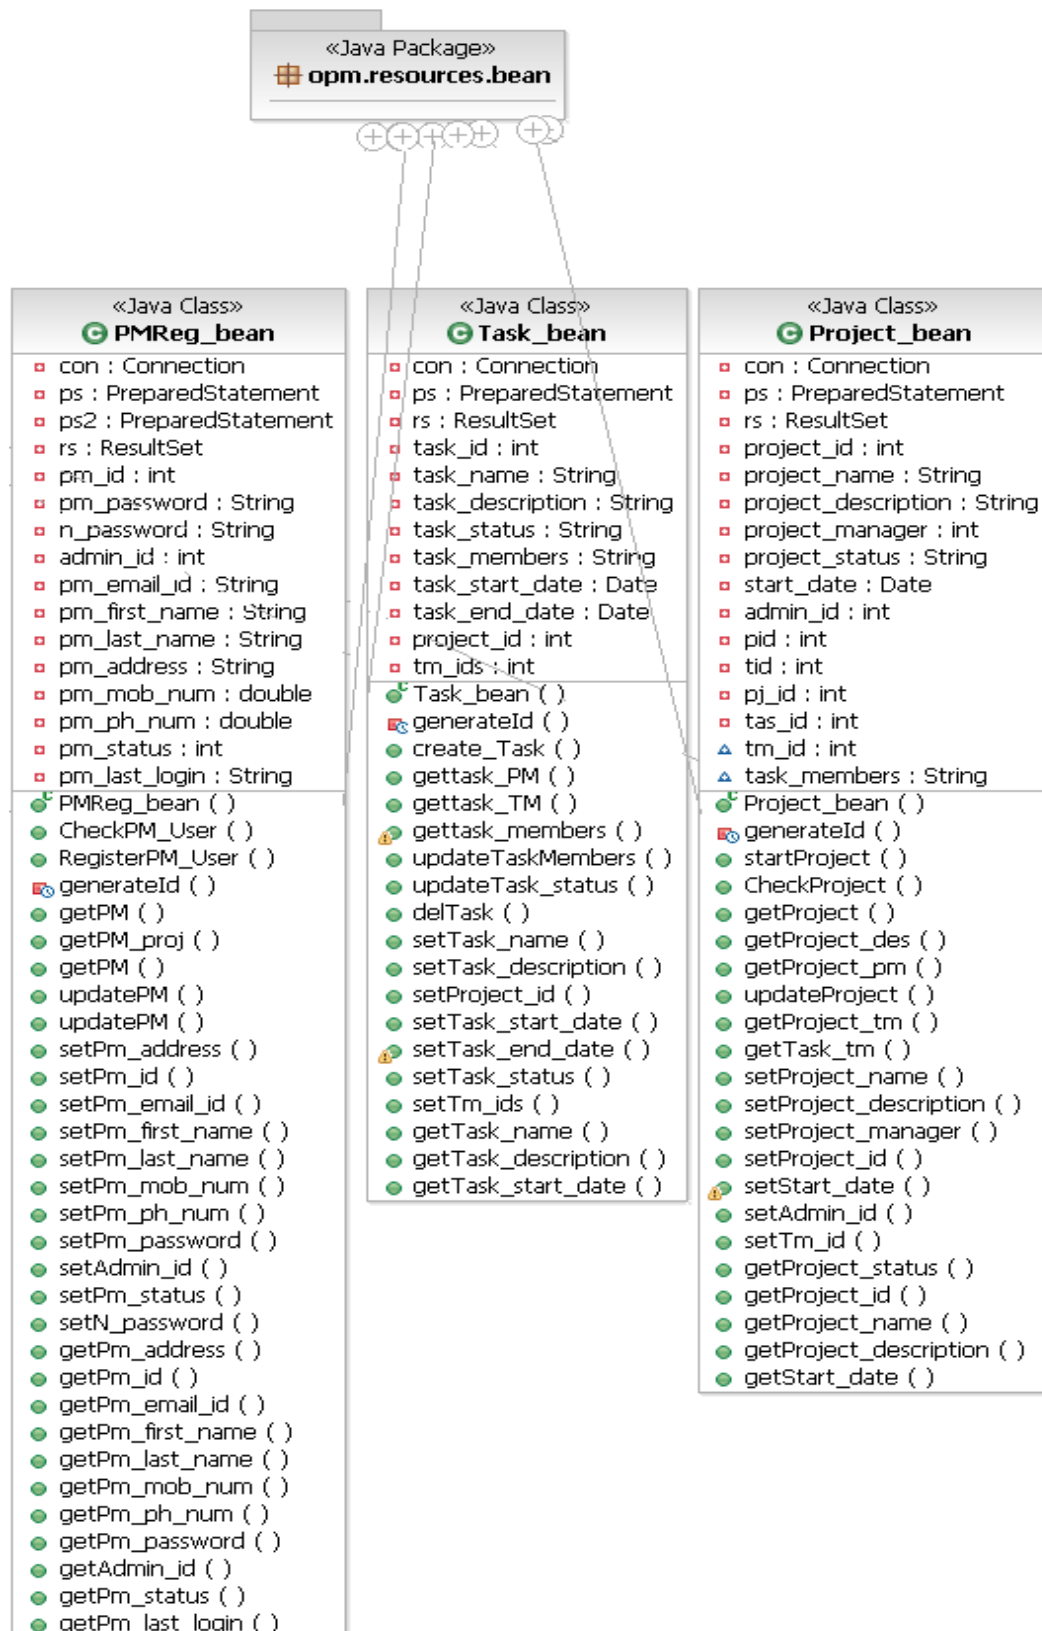 «Java Package»
opm.resources.bean
«Java Class»
PMReg_bean
con : Connection
ps : PreparedStatement
ps2 : PreparedStatement
rs : ResultSet
pm_id : int
pm_password : String
n_password : String
admin_id : int
pm_email_id : String
pm_first_name : String
pm_last_name : String
pm_address : String
pm_mob_num : double
pm_ph_num : double
pm_status : int
pm_last_login : String
PMReg_bean ( )
CheckPM_User ( )
RegisterPM_User ( )
generateId ( )
getPM ( )
getPM_proj ( )
getPM ( )
updatePM ( )
updatePM ( )
setPm_address ( )
setPm_id ( )
setPm_email_id ( )
setPm_first_name ( )
setPm_last_name ( )
setPm_mob_num ( )
setPm_ph_num ( )
setPm_password ( )
setAdmin_id ( )
setPm_status ( )
setN_password ( )
getPm_address ( )
getPm_id ( )
getPm_email_id ( )
getPm_first_name ( )
getPm_last_name ( )
getPm_mob_num ( )
getPm_ph_num ( )
getPm_password ( )
getAdmin_id ( )
getPm_status ( )
getPm_last_login ( )
«Java Class»
Task_bean
con : Connection
ps : PreparedStatement
rs : ResultSet
task_id : int
task_name : String
task_description : String
task_status : String
task_members : String
task_start_date : Date
task_end_date : Date
project_id : int
tm_ids : int
Task_bean ( )
generateId ( )
create_Task ( )
gettask_PM ( )
gettask_TM ( )
gettask_members ( )
updateTaskMembers ( )
updateTask_status ( )
delTask ( )
setTask_name ( )
setTask_description ( )
setProject_id ( )
setTask_start_date ( )
setTask_end_date ( )
setTask_status ( )
setTm_ids ( )
getTask_name ( )
getTask_description ( )
getTask_start_date ( )
«Java Class»
Project_bean
con : Connection
ps : PreparedStatement
rs : ResultSet
project_id : int
project_name : String
project_description : String
project_manager : int
project_status : String
start_date : Date
admin_id : int
pid : int
tid : int
pj_id : int
tas_id : int
tm_id : int
task_members : String
Project_bean ( )
generateId ( )
startProject ( )
CheckProject ( )
getProject ( )
getProject_des ( )
getProject_pm ( )
updateProject ( )
getProject_tm ( )
getTask_tm ( )
setProject_name ( )
setProject_description ( )
setProject_manager ( )
setProject_id ( )
setStart_date ( )
setAdmin_id ( )
setTm_id ( )
getProject_status ( )
getProject_id ( )
getProject_name ( )
getProject_description ( )
getStart_date ( )